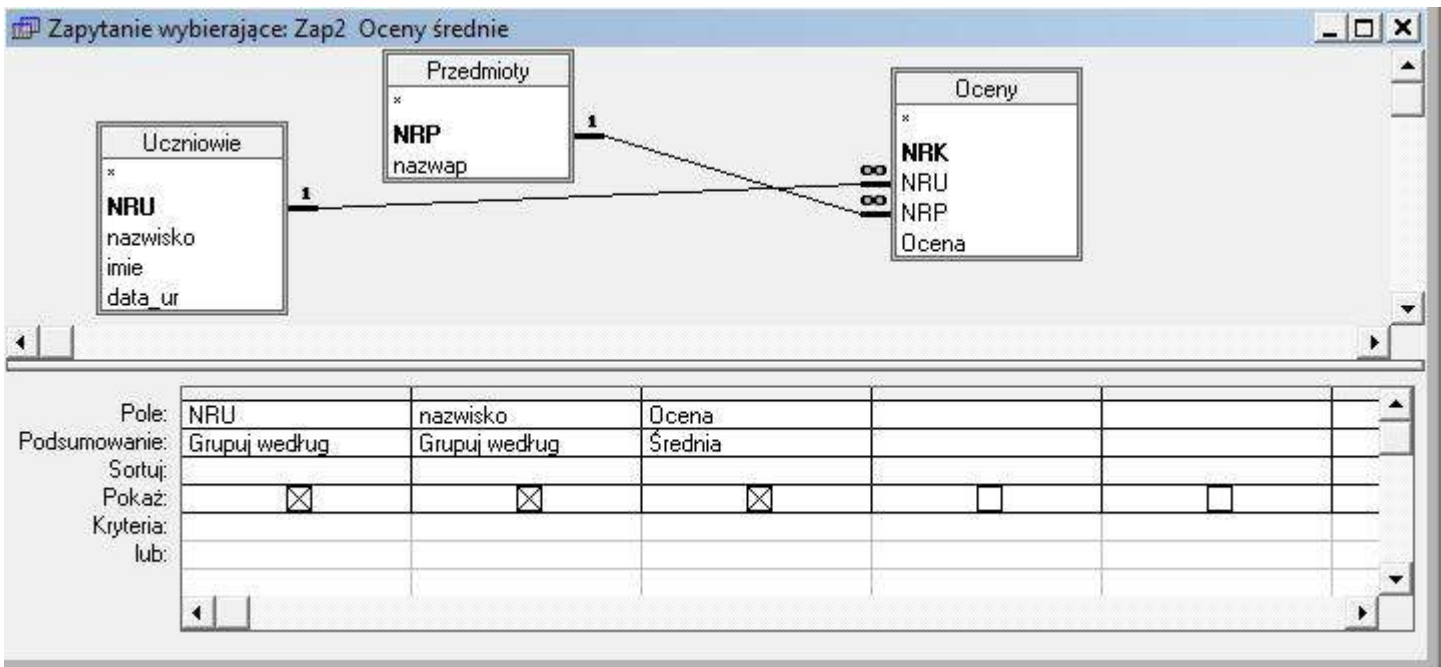 Zapytanie wybierające: Zap2 Oceny średnie
Uczniowie
*
NRU
nazwisko
imie
data_ur
1
Przedmioty
*
NRP
nazwap
1
Oceny
*
NRK
NRU
NRP
Ocena
∞
∞
Pole: NRU nazwisko Ocena
Podsumowanie: Grupuj według Grupuj według Średnia
Sortuj:
Pokaż:
Kryteria:
lub: